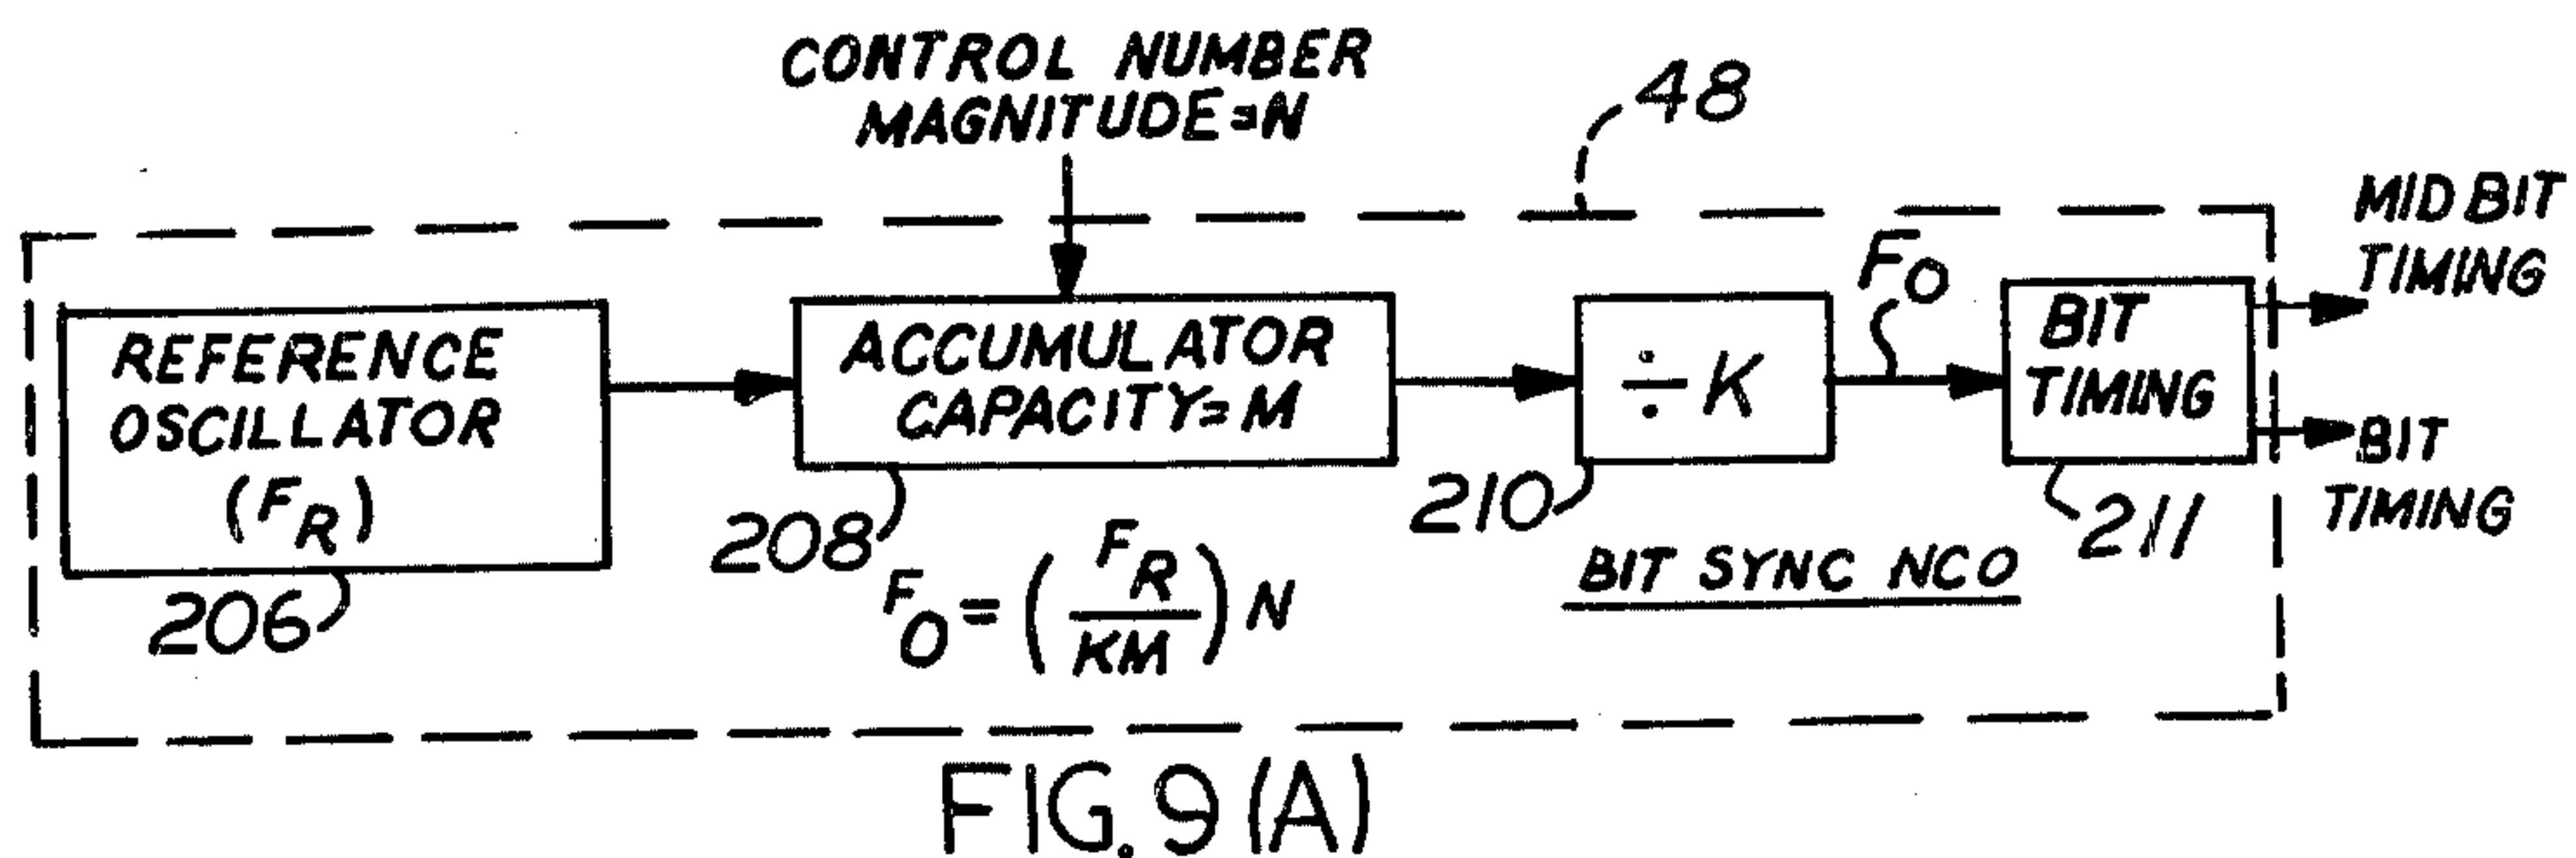 CONTROL NUMBER
MAGNITUDE=N
48
MID BIT
TIMING
REFERENCE
OSCILLATOR
(FR)
206
ACCUMULATOR
CAPACITY=M
208
÷ K
210
FO
BIT
TIMING
211
BIT
TIMING
FO = (FR/KM) N
BIT SYNC NCO
FIG. 9 (A)